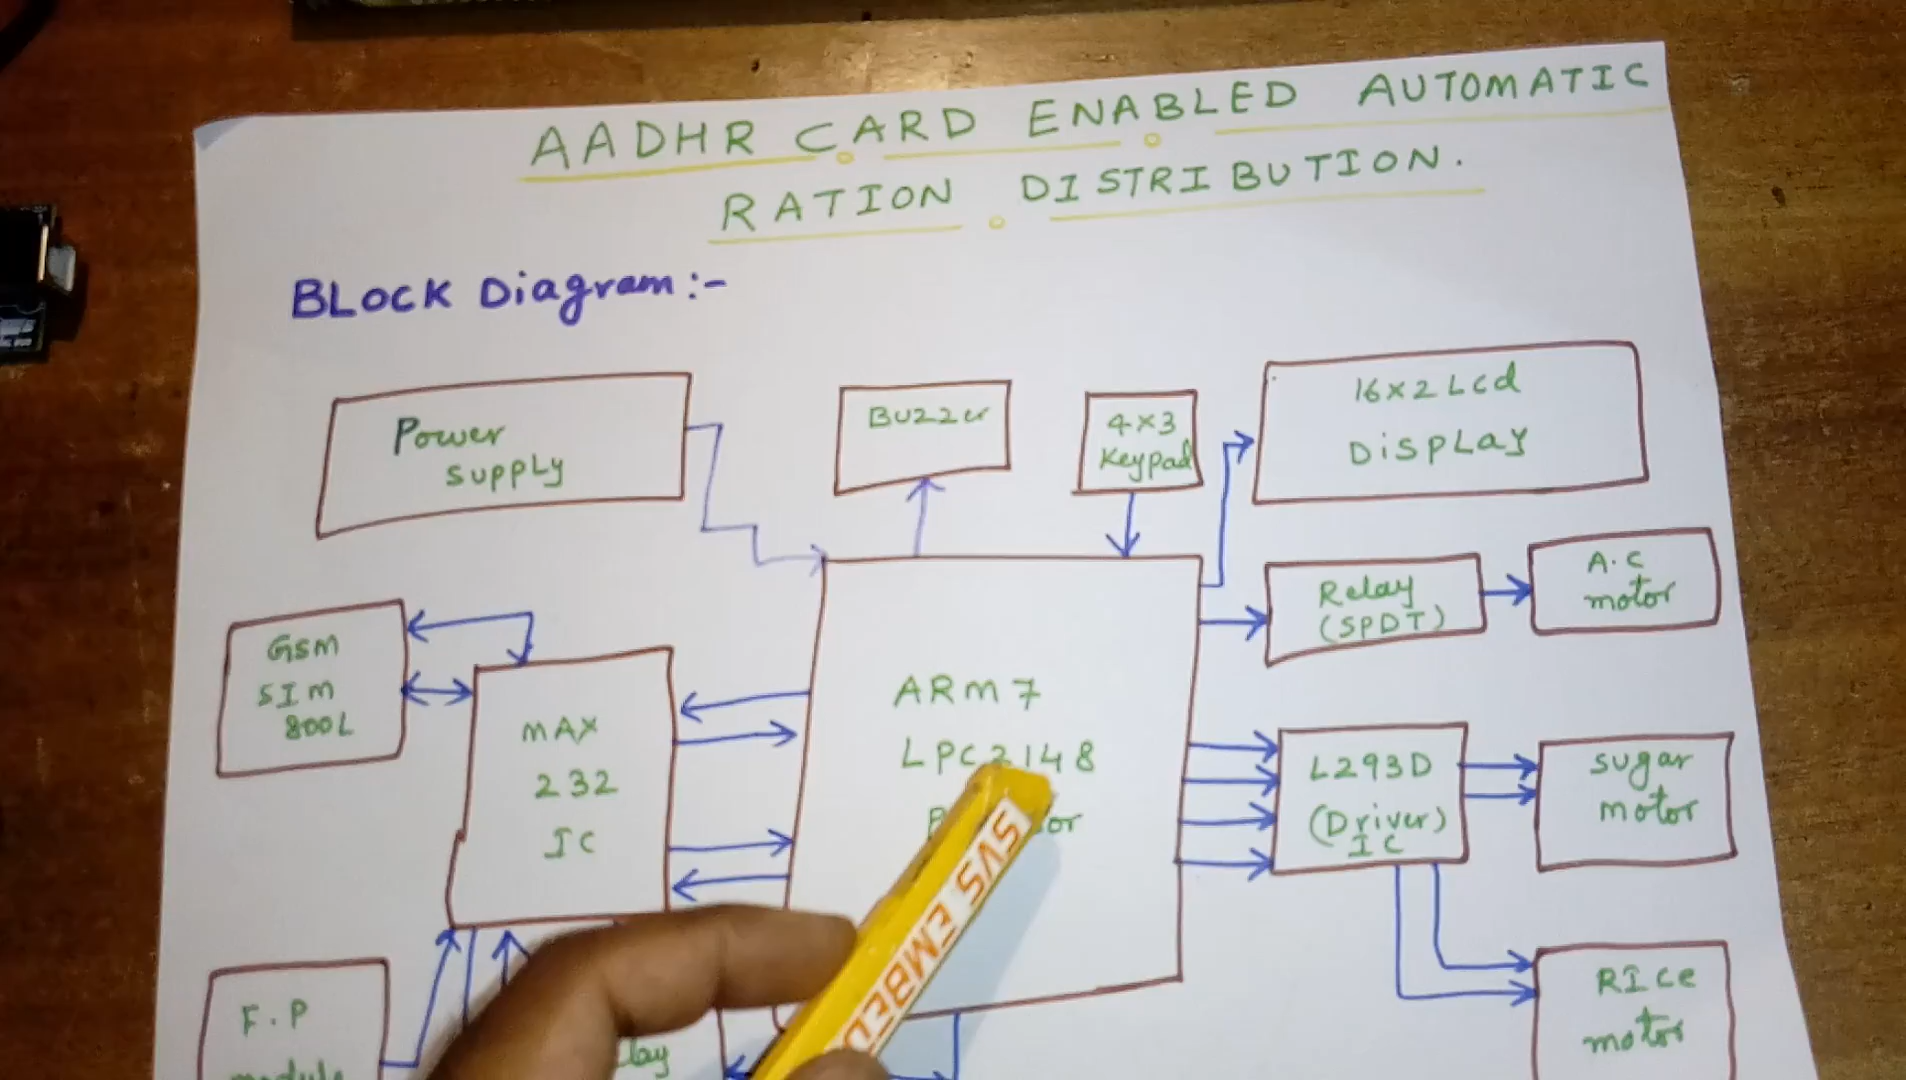 AADHR CARD ENABLED AUTOMATIC
RATION DISTRIBUTION.
BLOCK Diagram:-
Power
supply
Buzzer
4x3
Keypad
16x2 Lcd
Display
Relay
(SPDT)
A.C
motor
GSM
SIM
800L
MAX
232
IC
ARM7
LPC2148
L293D
(Driver)
IC
sugar
motor
RICe
motor
F.P
module
SVS EMBED